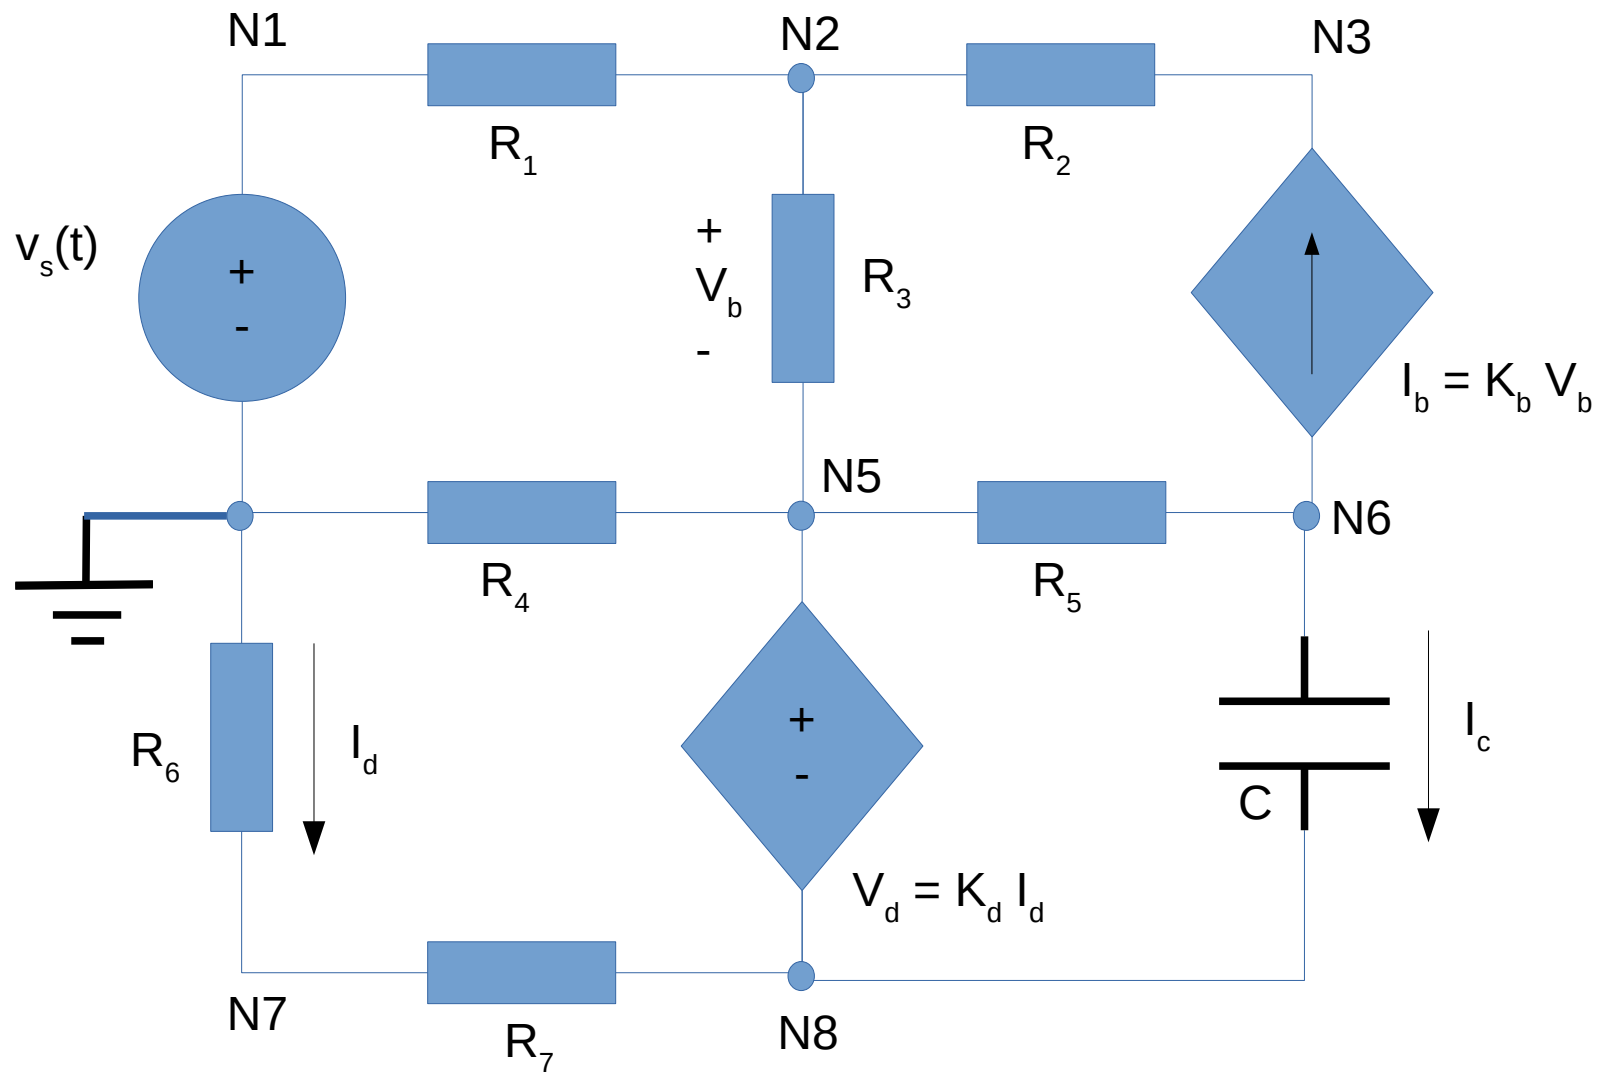 N1
N2
N3
R1
R2
vs(t)
+
-
+
Vb
-
R3
Ib = Kb Vb
N5
N6
R4
R5
R6
Id
+
-
Ic
C
Vd = Kd Id
N7
R7
N8